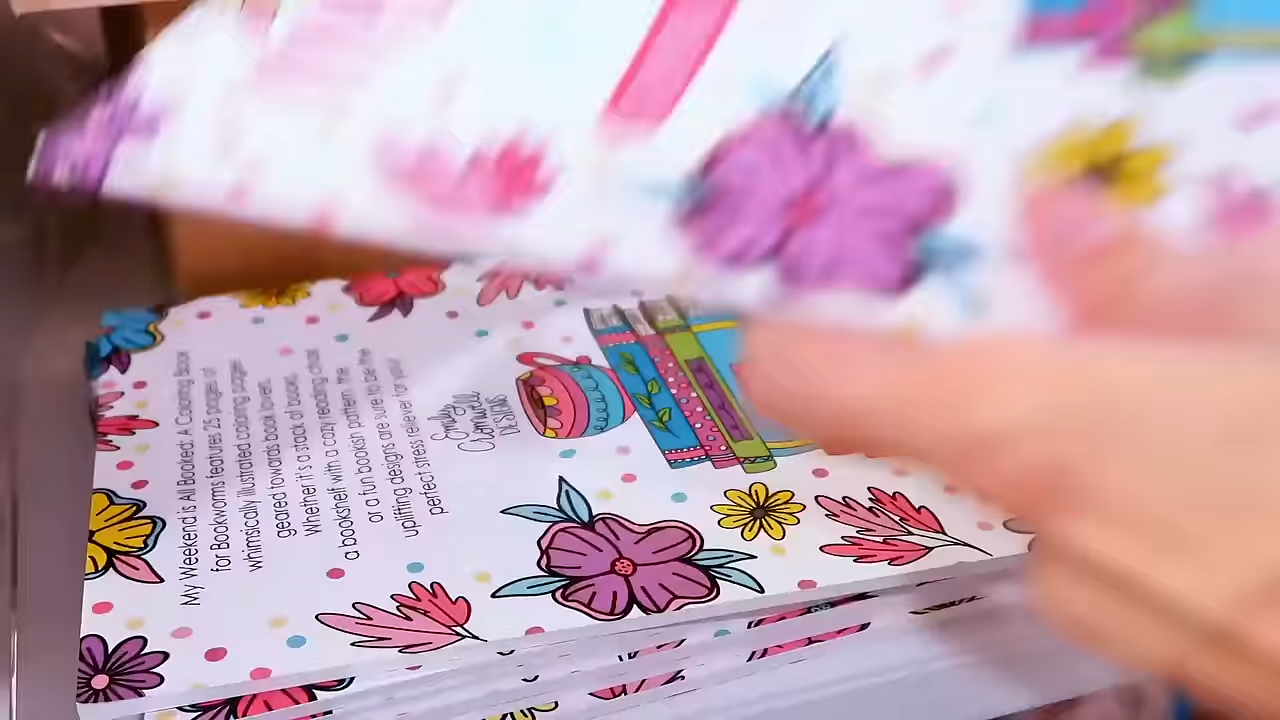 My Weekend is All Booked: A Coloring Book
for Bookworms features 25 pages of
whimsically illustrated coloring pages
geared towards book lovers.
Whether it's a stack of books,
a bookshelf with a cozy reading chair
or a fun bookish pattern, the
uplifting designs are sure to be the
perfect stress reliever for you!
Emily
Cromwell
DESIGNS